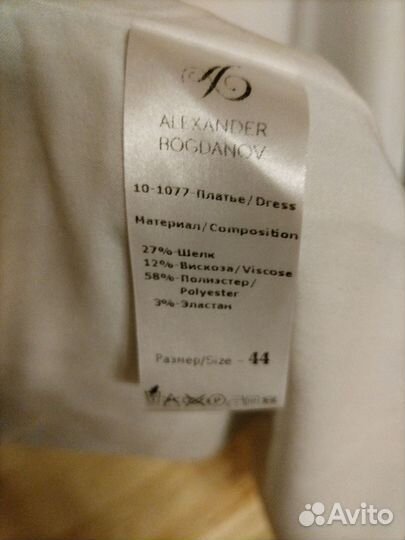 ALEXANDER
BOGDANOV
10-1077-Платье/Dress
Материал/Composition
27%-Шелк
12%-Вискоза/Viscose
58%-Полиэстер/
Polyester
3%-Эластан
Размер/Size - 44
Avito